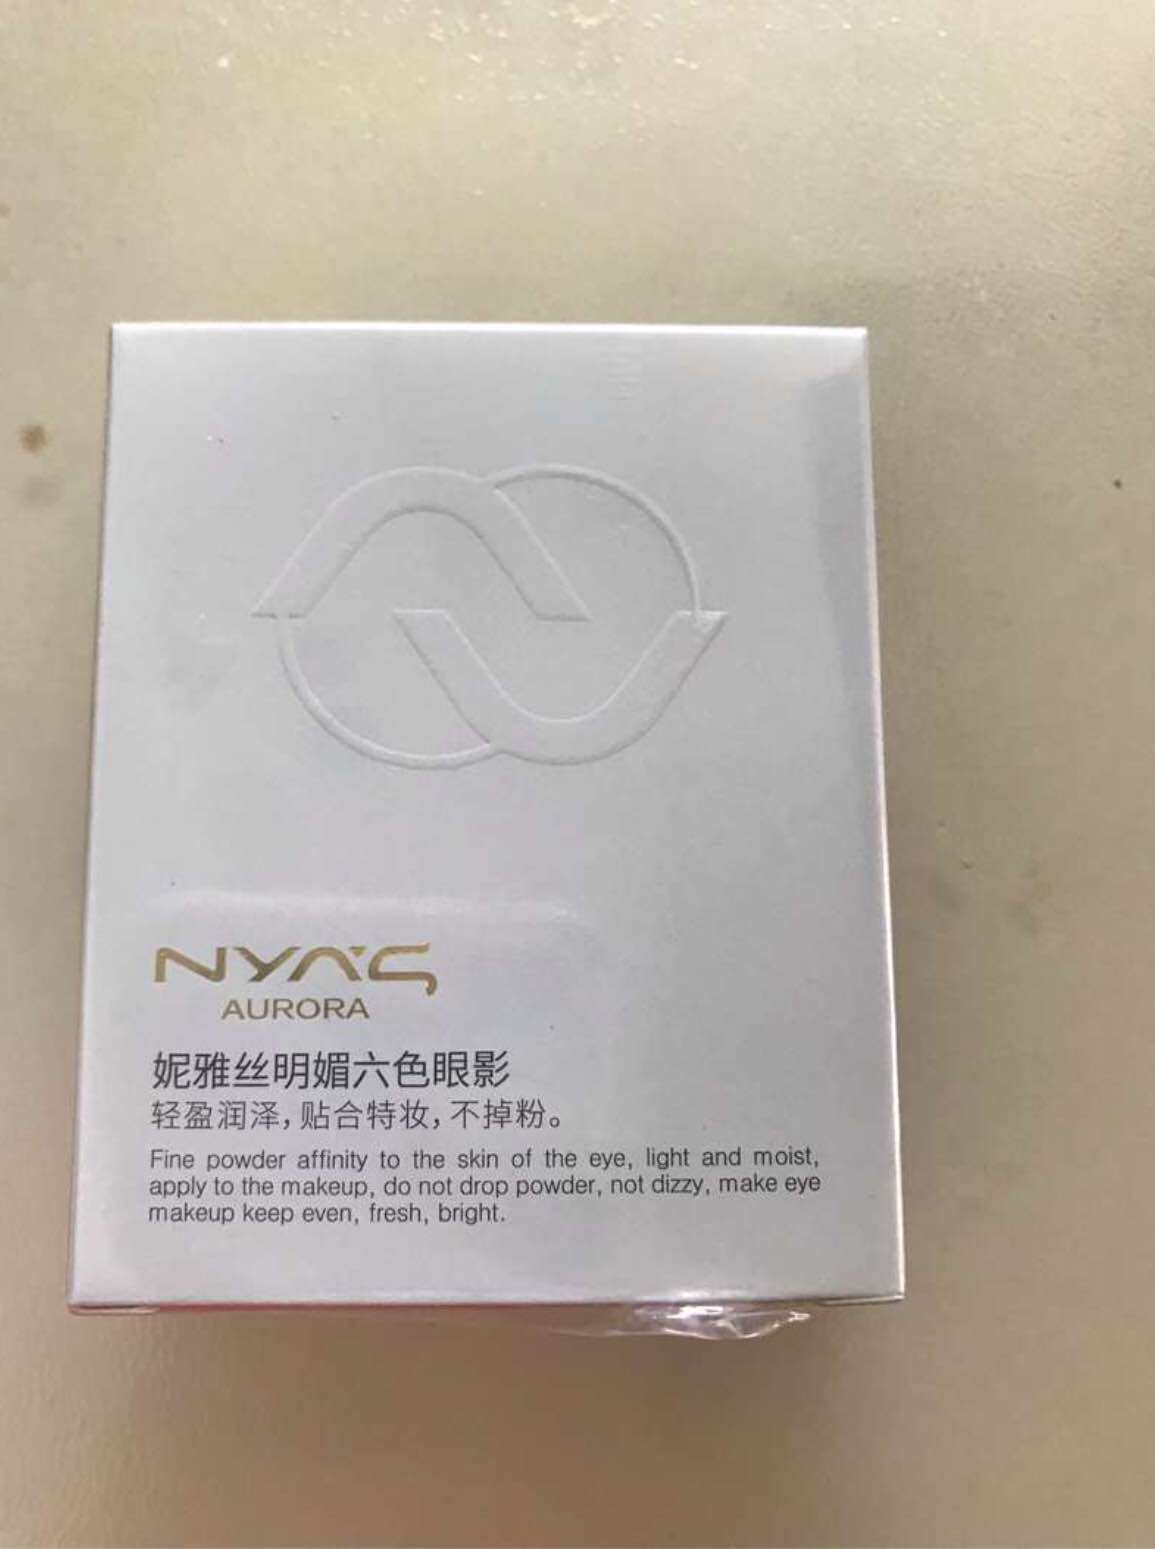 NYA'S
AURORA
妮雅丝明媚六色眼影
轻盈润泽，贴合特妆，不掉粉。
Fine powder affinity to the skin of the eye, light and moist,
apply to the makeup, do not drop powder, not dizzy, make eye
makeup keep even, fresh, bright.